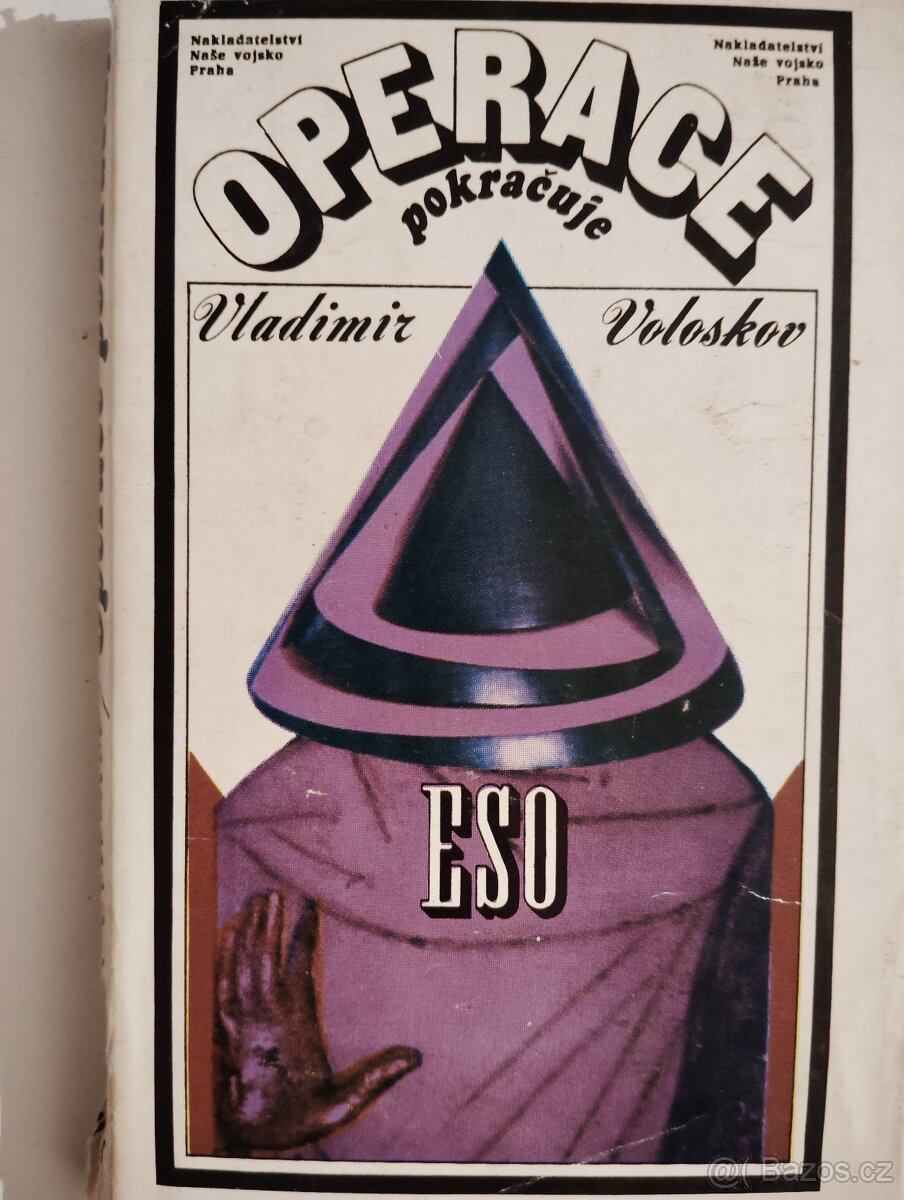 Nakladatelství
Naše vojsko
Praha
Nakladatelství
Naše vojsko
Praha
OPERACE
pokračuje
Vladimir Voloskov
ESO
@( Bazos.cz